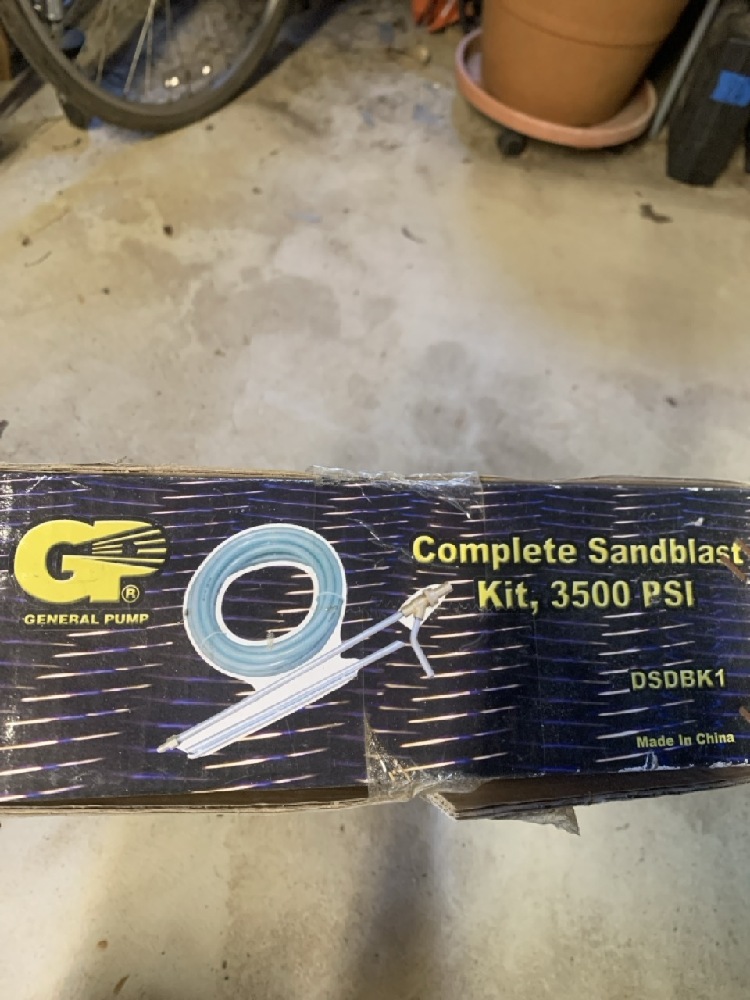 GP®
GENERAL PUMP
Complete Sandblast
Kit, 3500 PSI
DSDBK1
Made In China